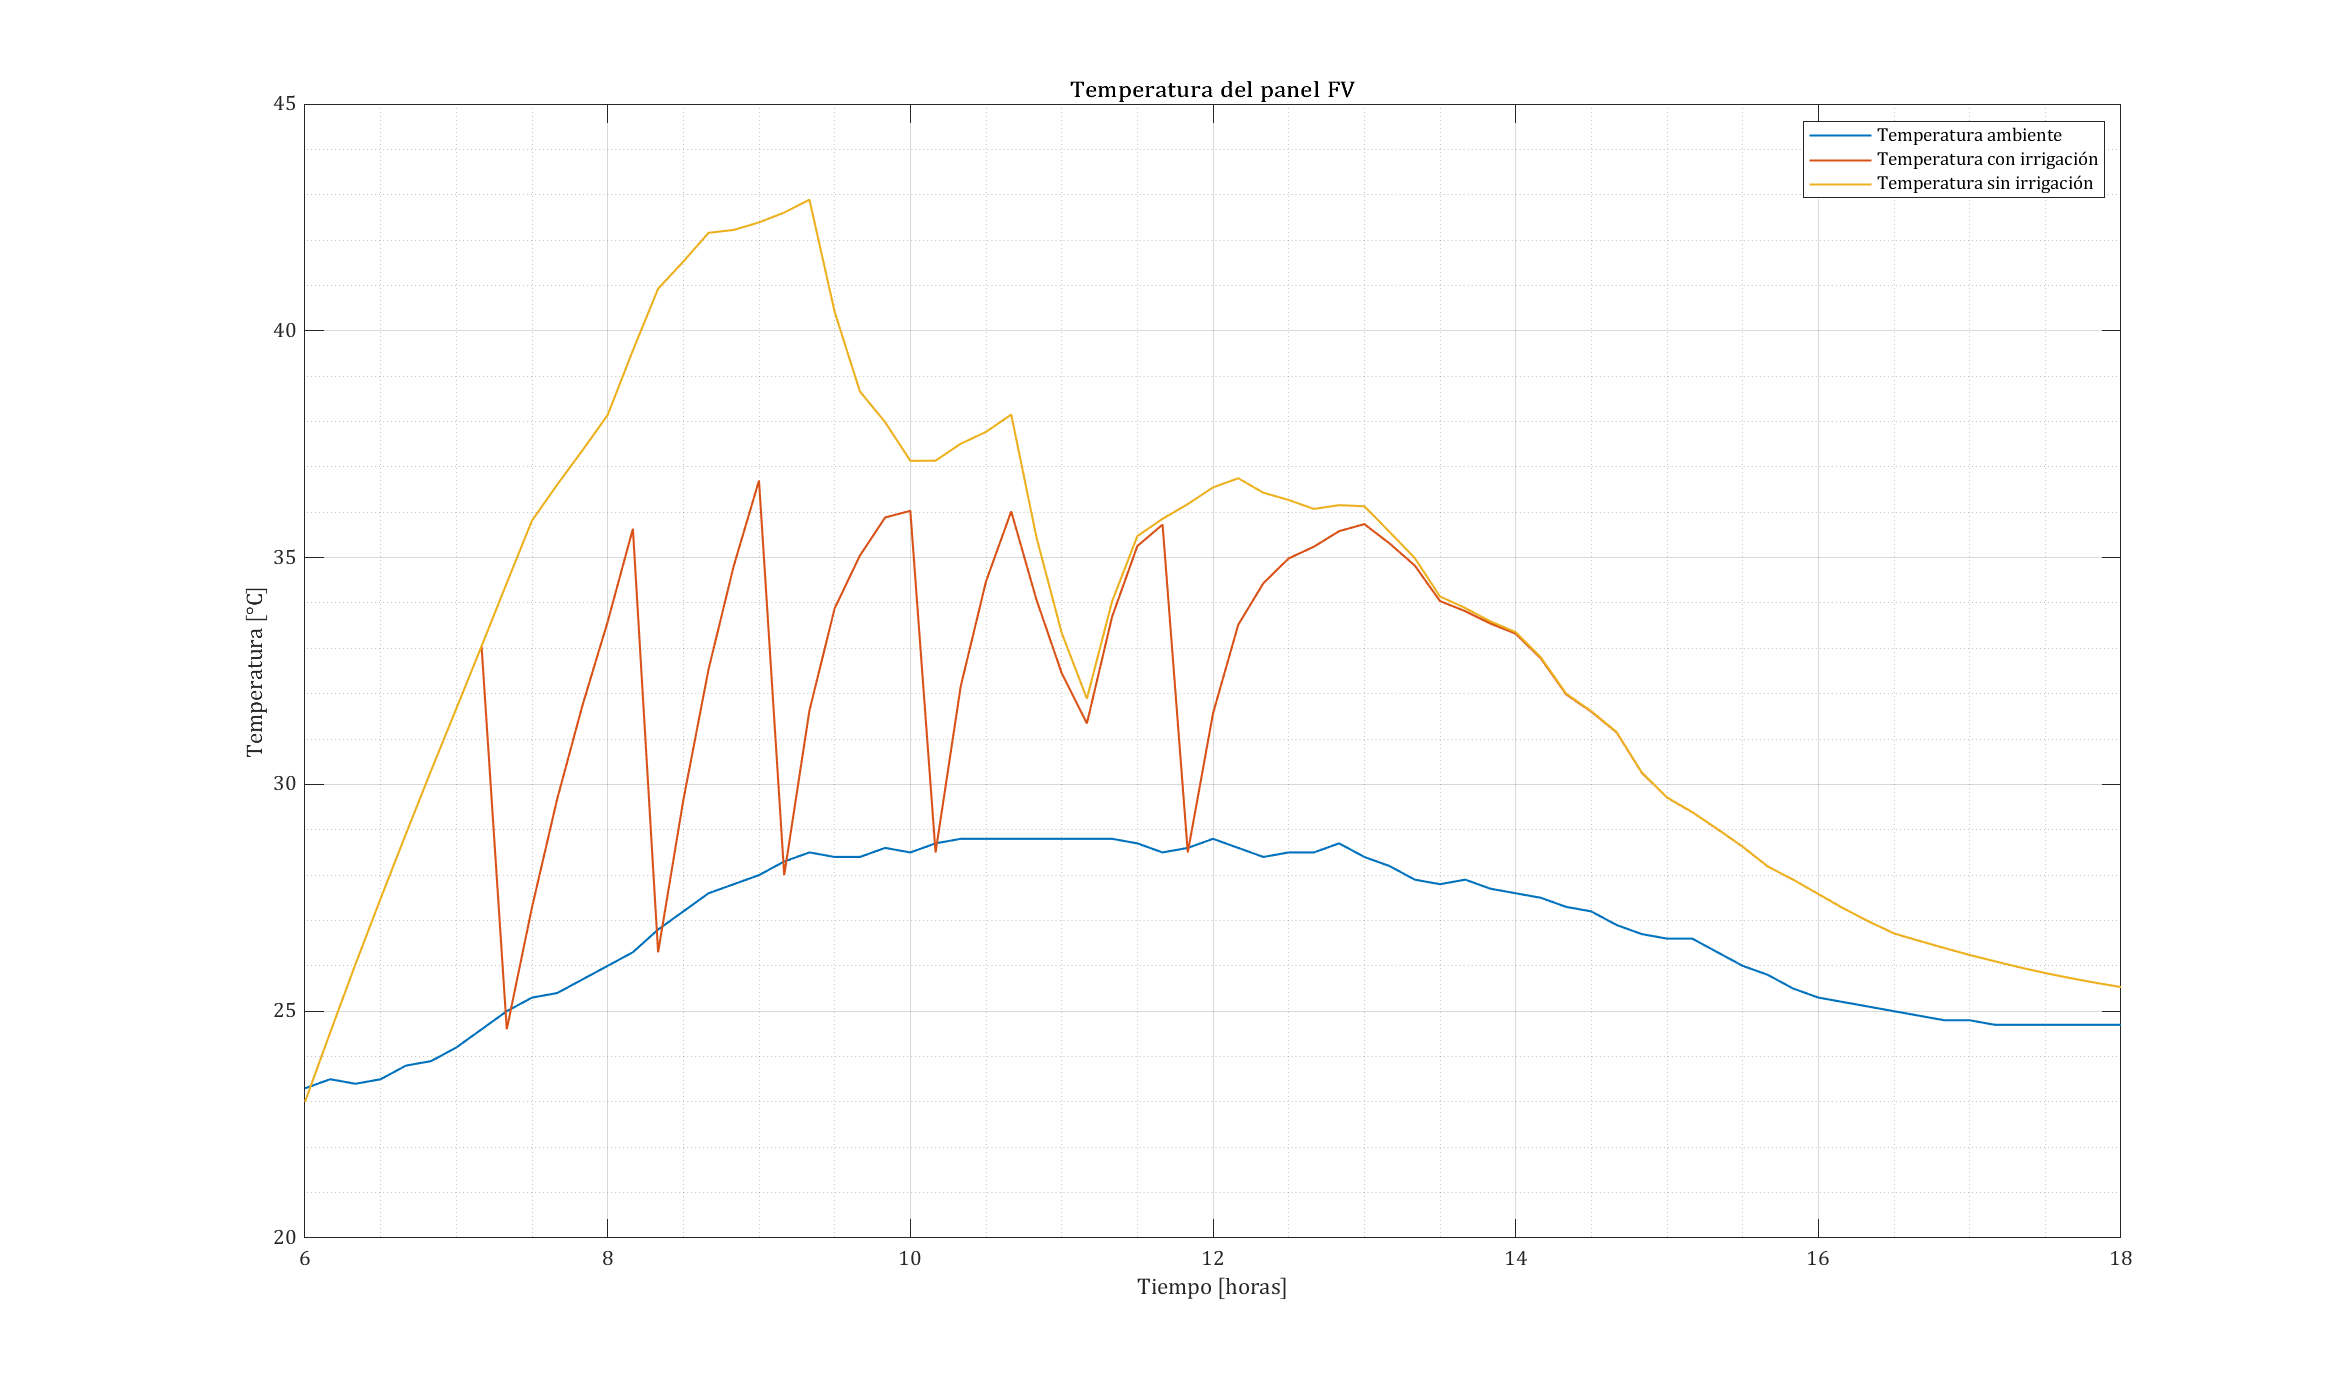 Temperatura del panel FV
45
40
35
30
25
20
Temperatura [°C]
Temperatura ambiente
Temperatura con irrigación
Temperatura sin irrigación
6 8 10 12 14 16 18
Tiempo [horas]